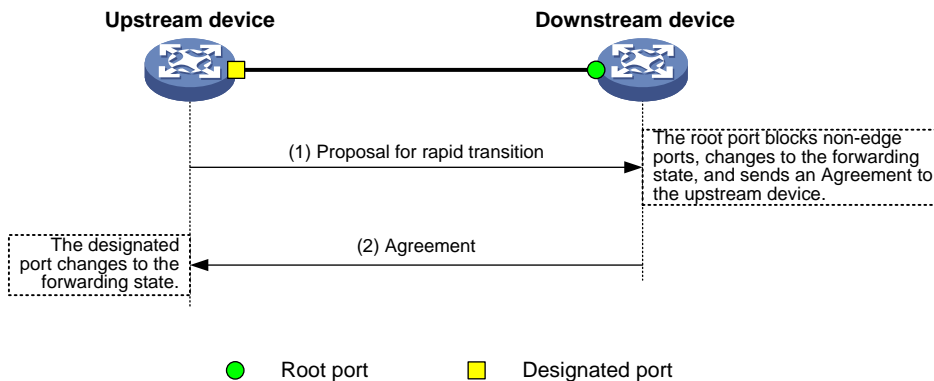 Upstream device
Downstream device
(1) Proposal for rapid transition
The root port blocks non-edge
ports, changes to the forwarding
state, and sends an Agreement to
the upstream device.
(2) Agreement
The designated
port changes to the
forwarding state.
Root port
Designated port